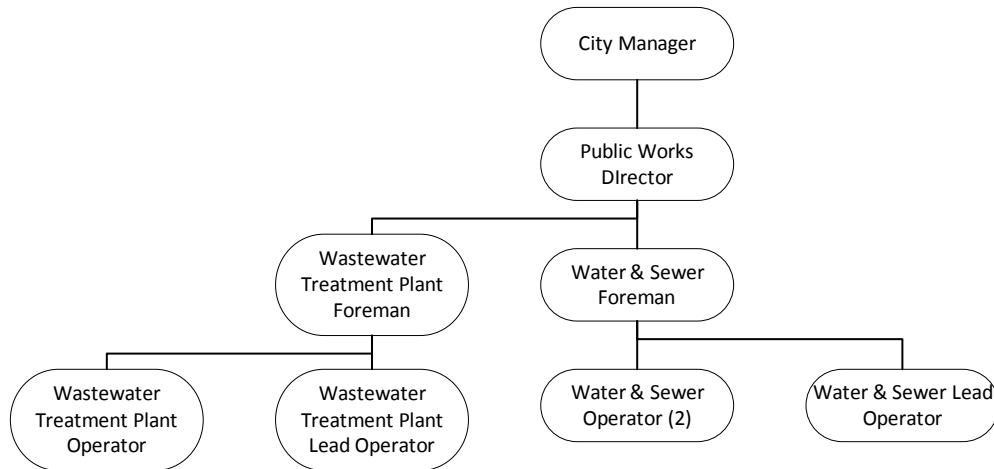 City Manager
Public Works
DIrector
Wastewater
Treatment Plant
Foreman
Water & Sewer
Foreman
Wastewater
Treatment Plant
Operator
Wastewater
Treatment Plant
Lead Operator
Water & Sewer
Operator (2)
Water & Sewer Lead
Operator